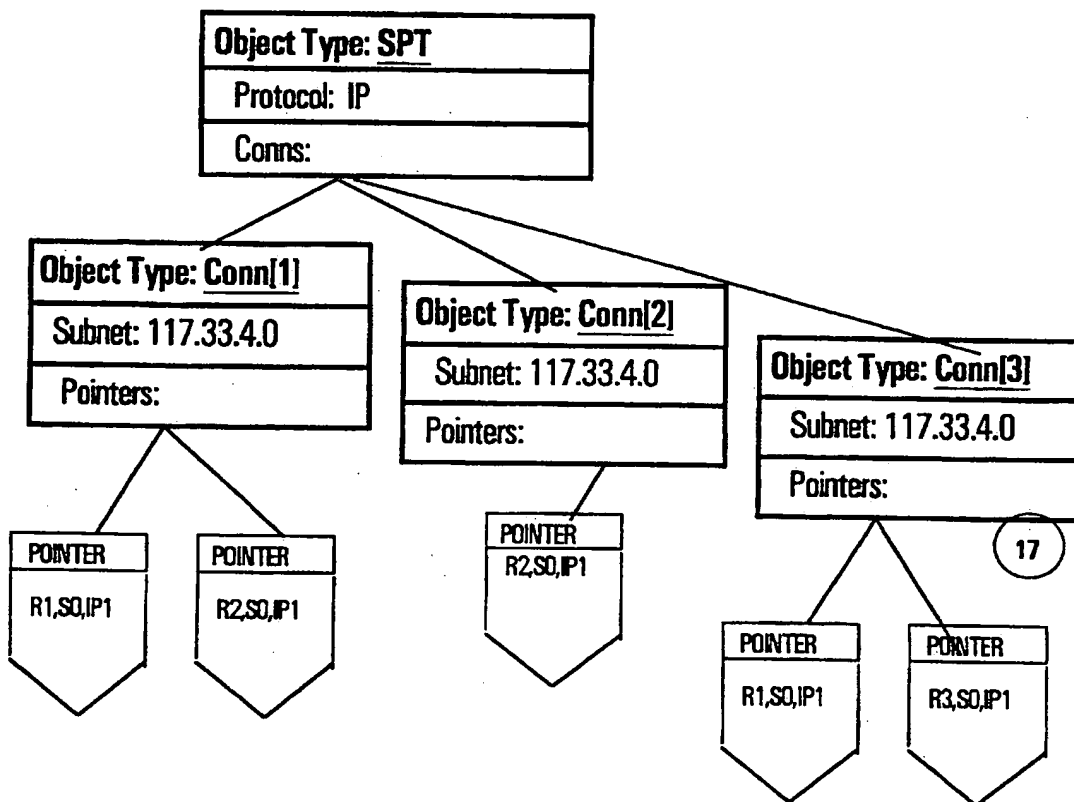 Object Type: SPT
Protocol: IP
Conns:
Object Type: Conn[1]
Subnet: 117.33.4.0
Pointers:
Object Type: Conn[2]
Subnet: 117.33.4.0
Pointers:
Object Type: Conn[3]
Subnet: 117.33.4.0
Pointers:
POINTER
R1,S0,IP1
POINTER
R2,S0,IP1
POINTER
R2,S0,IP1
17
POINTER
R1,S0,IP1
POINTER
R3,S0,IP1